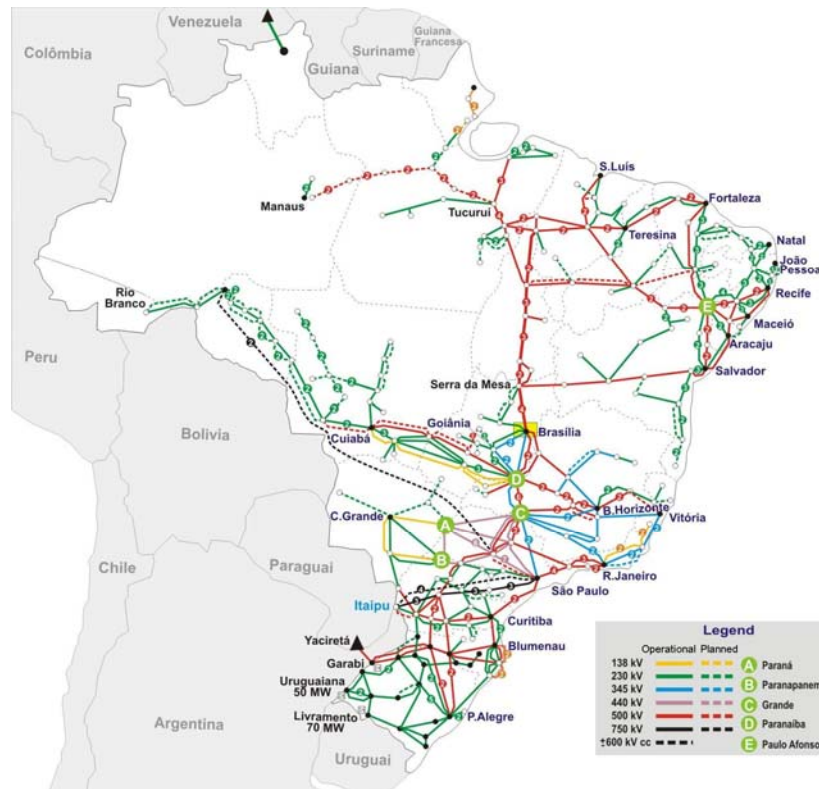 Venezuela
Guiana
Francesa
Suriname
Colômbia
Guiana
S.Luís
Manaus
Tucuruí
Fortaleza
Teresina
Natal
João
Pessoa
Rio
Branco
Recife
E
Maceió
Aracaju
Peru
Salvador
Serra da Mesa
Goiânia
Brasília
Cuiabá
Bolívia
D
C.Grande
A
C
B.Horizonte
Vitória
B
Paraguai
R.Janeiro
Chile
São Paulo
Itaipu
Curitiba
Yaciretá
Blumenau
Garabi
Uruguaiana
50 MW
Livramento
70 MW
P.Alegre
Argentina
Uruguai
Legend
Operational Planned
138 kV A Paraná
230 kV B Paranapanem
345 kV
440 kV C Grande
500 kV D Paranaíba
750 kV
±600 kV cc E Paulo Afonso